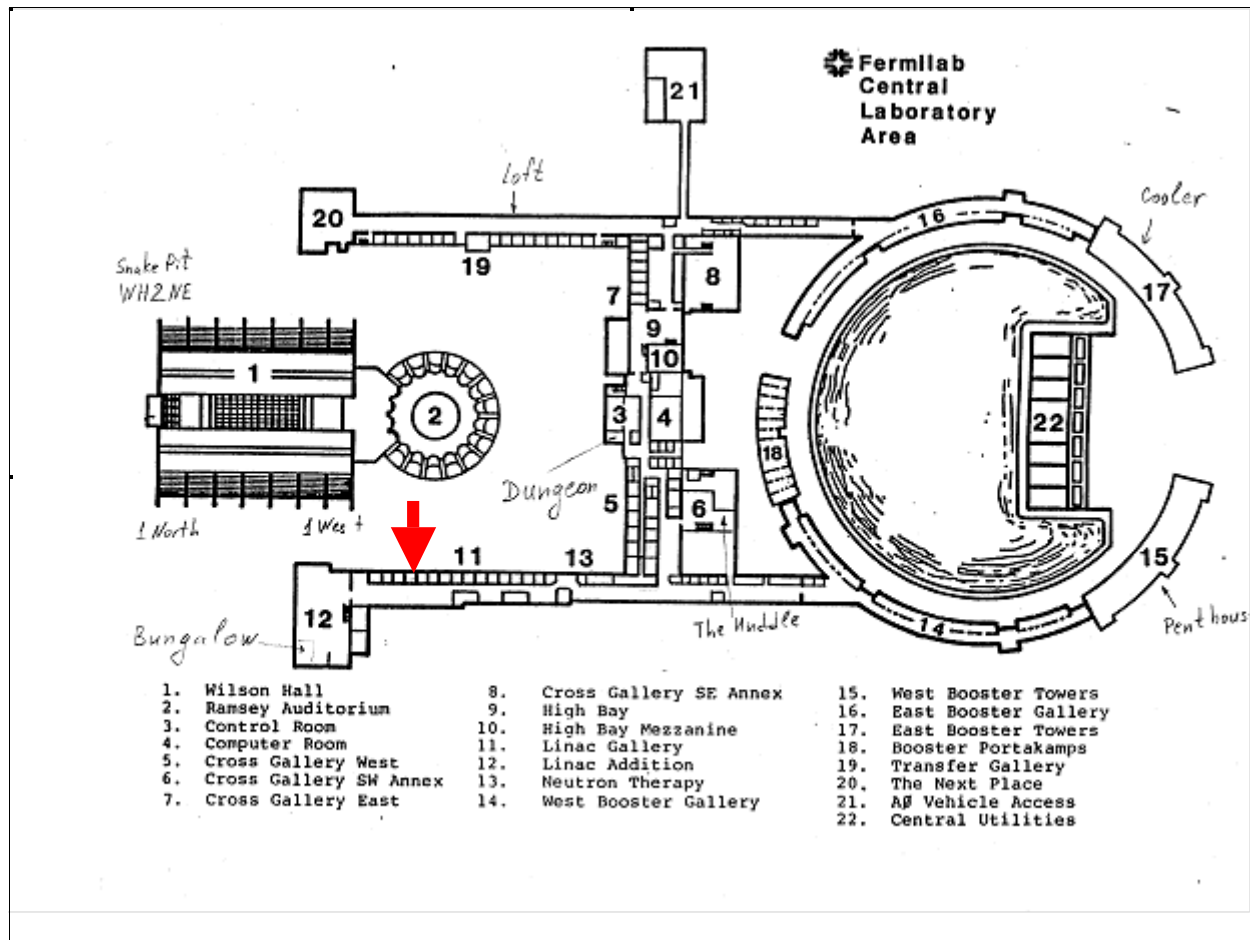 Fermilab
Central
Laboratory
Area
21
Loft
Cooler
20
16
19
8
17
Snake Pit
WH2NE
7
9
10
1
2
3
4
22
18
Dungeon
5
6
1 North
1 West
11
13
15
12
14
The Huddle
Penthous
Bungalow
1. Wilson Hall
2. Ramsey Auditorium
3. Control Room
4. Computer Room
5. Cross Gallery West
6. Cross Gallery SW Annex
7. Cross Gallery East
8. Cross Gallery SE Annex
9. High Bay
10. High Bay Mezzanine
11. Linac Gallery
12. Linac Addition
13. Neutron Therapy
14. West Booster Gallery
15. West Booster Towers
16. East Booster Gallery
17. East Booster Towers
18. Booster Portakamps
19. Transfer Gallery
20. The Next Place
21. AØ Vehicle Access
22. Central Utilities